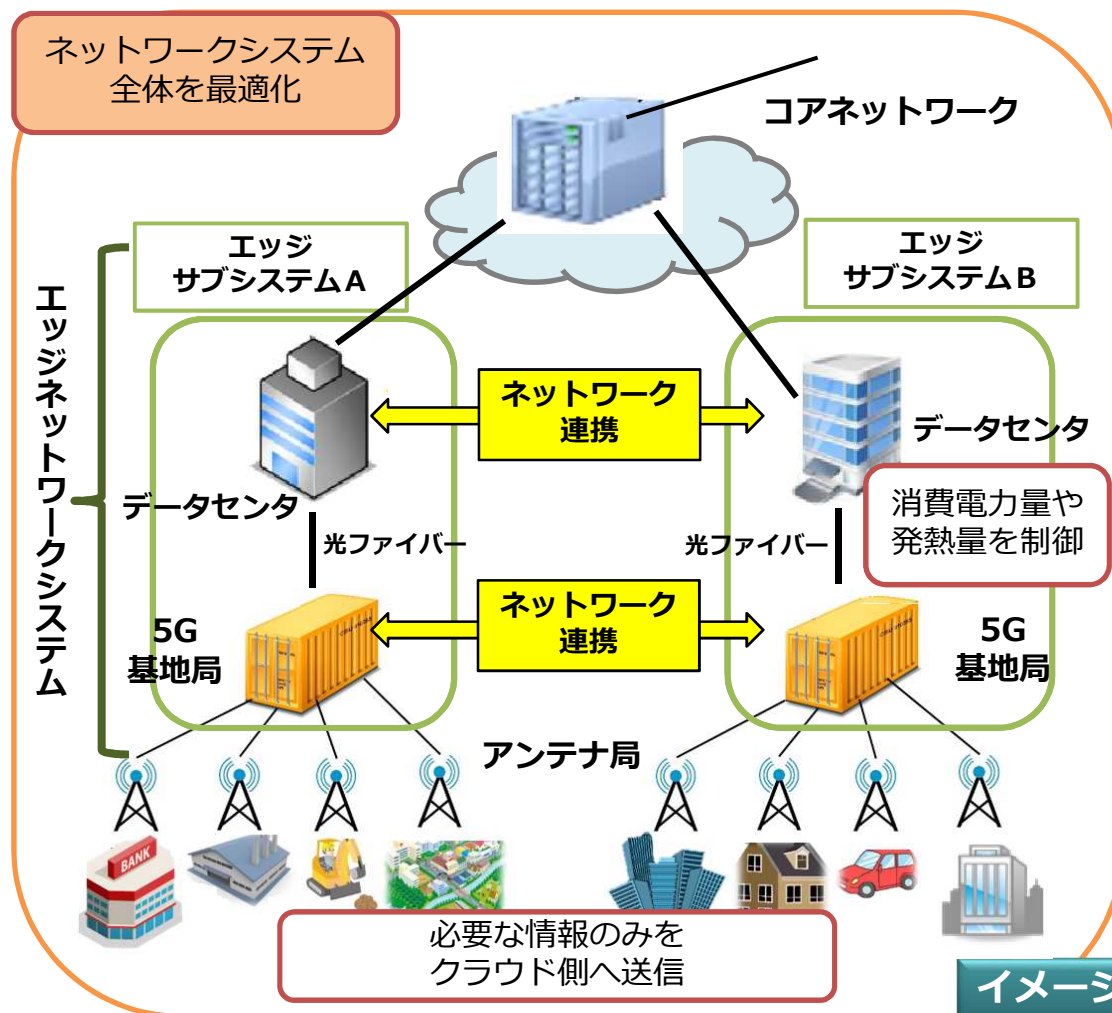 ネットワークシステム
全体を最適化
コアネットワーク
エッジ
サブシステムA
エッジ
サブシステムB
エッジネットワークシステム
ネットワーク
連携
データセンタ
データセンタ
消費電力量や
発熱量を制御
光ファイバー
光ファイバー
ネットワーク
連携
5G
基地局
5G
基地局
アンテナ局
BANK
必要な情報のみを
クラウド側へ送信
イメージ